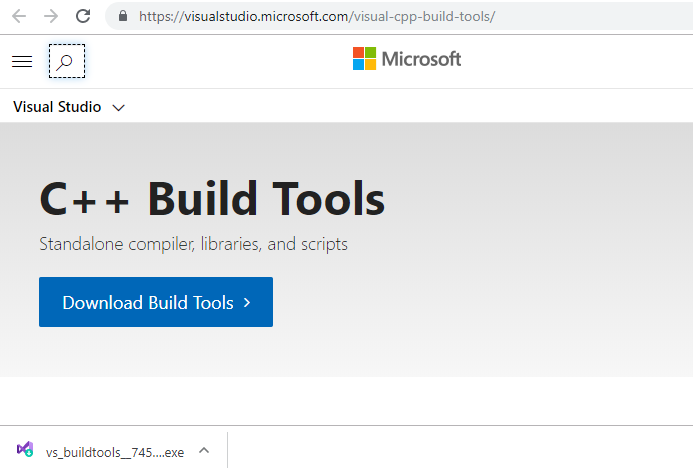 https://visualstudio.microsoft.com/visual-cpp-build-tools/
Microsoft
Visual Studio
C++ Build Tools
Standalone compiler, libraries, and scripts
Download Build Tools
vs_buildtools__745....exe